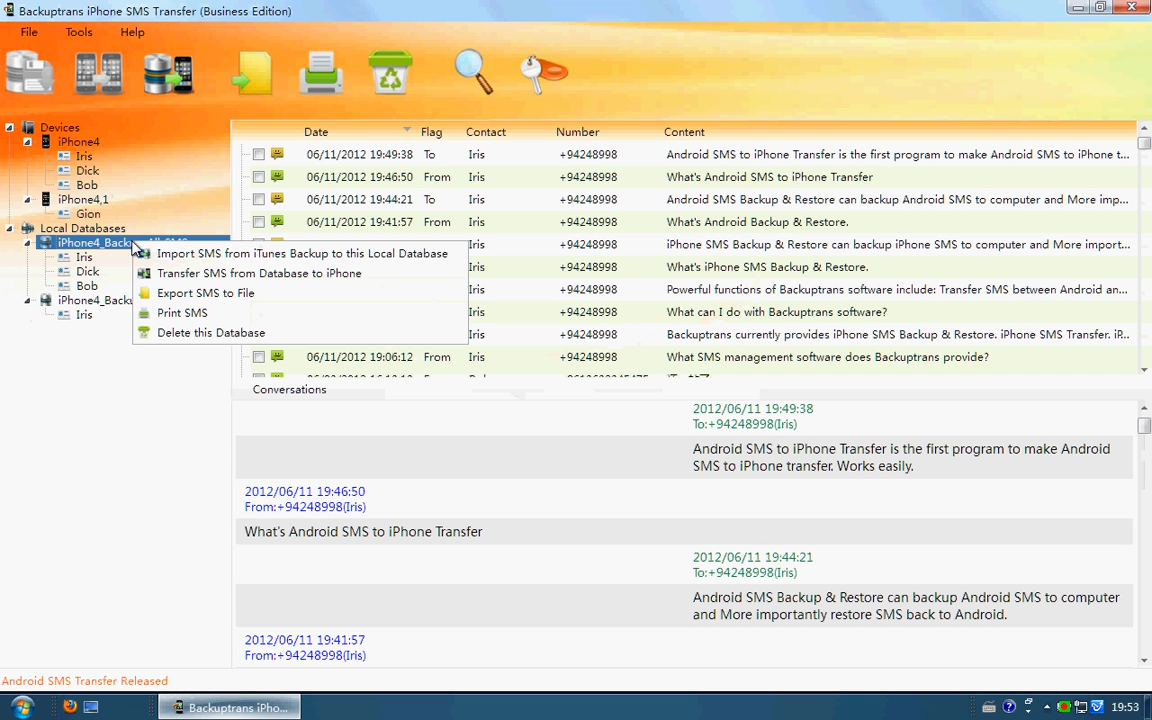 Backuptrans iPhone SMS Transfer (Business Edition)
File Tools Help
Devices
iPhone4
Iris
Dick
Bob
iPhone4,1
Gion
Local Databases
iPhone4_Backu
Iris
Dick
Bob
iPhone4_Backu
Iris
Import SMS from iTunes Backup to this Local Database
Transfer SMS from Database to iPhone
Export SMS to File
Print SMS
Delete this Database
Date Flag Contact Number Content
06/11/2012 19:49:38 To Iris +94248998 Android SMS to iPhone Transfer is the first program to make Android SMS to iPhone t...
06/11/2012 19:46:50 From Iris +94248998 What's Android SMS to iPhone Transfer
06/11/2012 19:44:21 To Iris +94248998 Android SMS Backup & Restore can backup Android SMS to computer and More imp...
06/11/2012 19:41:57 From Iris +94248998 What's Android Backup & Restore.
Iris +94248998 iPhone SMS Backup & Restore can backup iPhone SMS to computer and More import...
Iris +94248998 What's iPhone SMS Backup & Restore.
Iris +94248998 Powerful functions of Backuptrans software include: Transfer SMS between Android an...
Iris +94248998 What can I do with Backuptrans software?
Iris +94248998 Backuptrans currently provides iPhone SMS Backup & Restore. iPhone SMS Transfer. iP...
06/11/2012 19:06:12 From Iris +94248998 What SMS management software does Backuptrans provide?
Conversations
2012/06/11 19:49:38
To:+94248998(Iris)
Android SMS to iPhone Transfer is the first program to make Android
SMS to iPhone transfer. Works easily.
2012/06/11 19:46:50
From:+94248998(Iris)
What's Android SMS to iPhone Transfer
2012/06/11 19:44:21
To:+94248998(Iris)
Android SMS Backup & Restore can backup Android SMS to computer
and More importantly restore SMS back to Android.
2012/06/11 19:41:57
From:+94248998(Iris)
Android SMS Transfer Released
Backuptrans iPho...
19:53